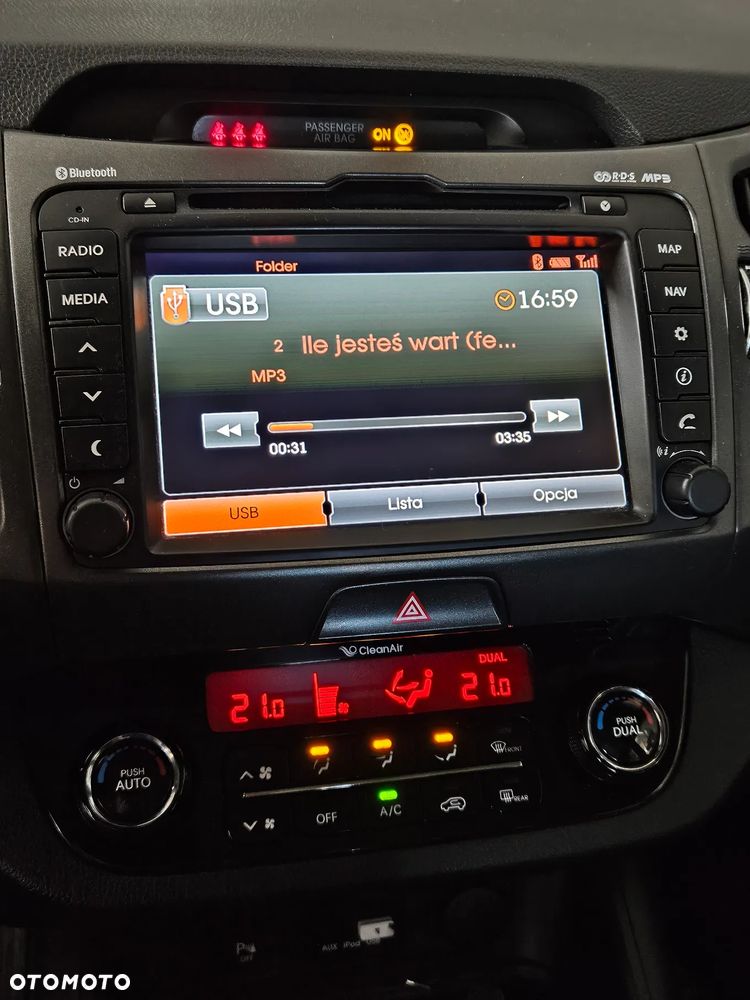 PASSENGER
AIR BAG
ON
Bluetooth
R·D·S MP3
CD-IN
RADIO
MEDIA
MAP
NAV
Folder
USB
16:59
2 Ile jesteś wart (fe...
MP3
00:31
03:35
USB
Lista
Opcja
CleanAir
DUAL
21.0
21.0
PUSH
AUTO
PUSH
DUAL
FRONT
OFF
A/C
REAR
OFF
AUX iPod
OTOMOTO